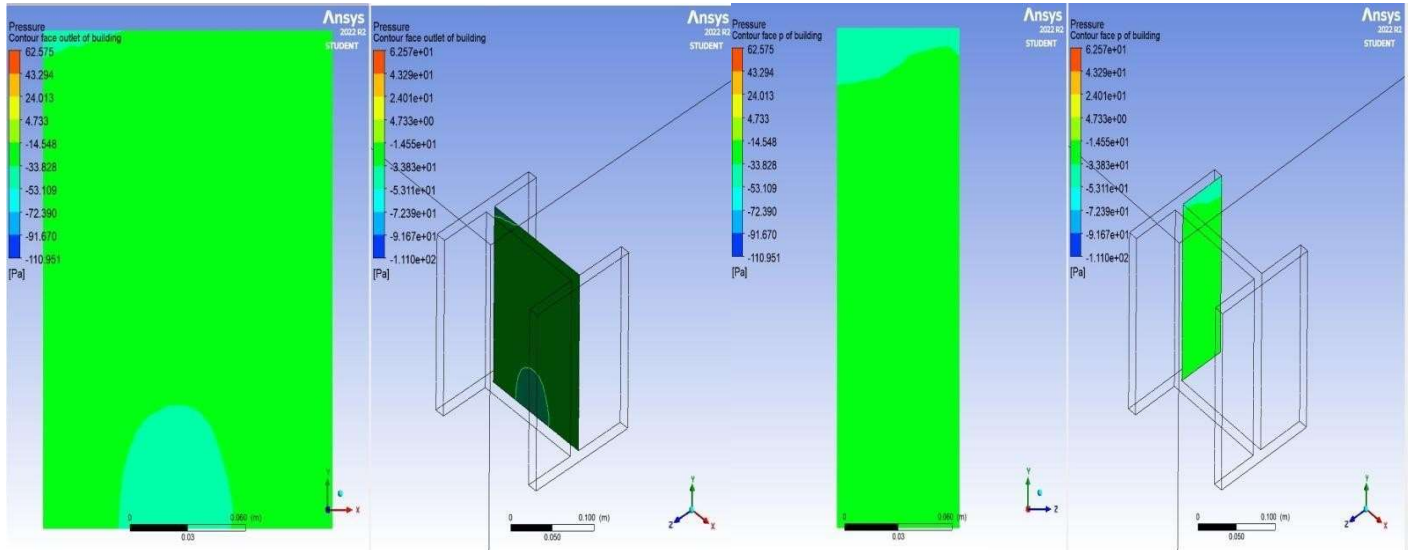 Pressure
Contour face outlet of building
62.575
43.294
24.013
4.733
-14.548
-33.828
-53.109
-72.390
-91.670
-110.951
[Pa]
Ansys
2022 R2
STUDENT
Y
X
0 0.060 (m)
0.03
Pressure
Contour face outlet of building
6.257e+01
4.329e+01
2.401e+01
4.733e+00
-1.455e+01
-3.383e+01
-5.311e+01
-7.239e+01
-9.167e+01
-1.110e+02
[Pa]
Ansys
2022 R2
STUDENT
Y
Z
X
0 0.100 (m)
0.050
Pressure
Contour face p of building
62.575
43.294
24.013
4.733
-14.548
-33.828
-53.109
-72.390
-91.670
-110.951
[Pa]
Ansys
2022 R2
STUDENT
Y
Z
0 0.060 (m)
0.03
Pressure
Contour face p of building
6.257e+01
4.329e+01
2.401e+01
4.733e+00
-1.455e+01
-3.383e+01
-5.311e+01
-7.239e+01
-9.167e+01
-1.110e+02
[Pa]
Ansys
2022 R2
STUDENT
Y
Z
X
0 0.100 (m)
0.050